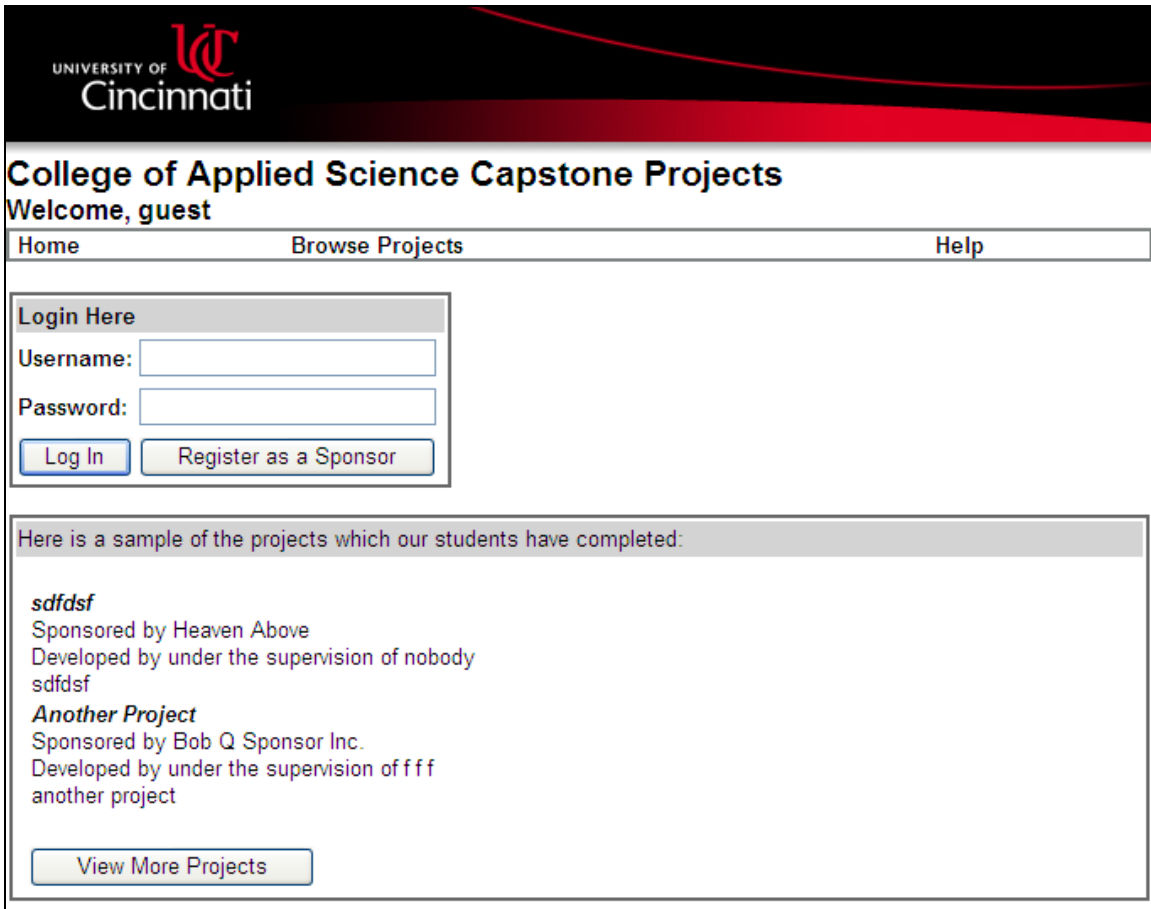 UNIVERSITY OF
UC
Cincinnati
College of Applied Science Capstone Projects
Welcome, guest
Home Browse Projects Help
Login Here
Username:
Password:
Log In Register as a Sponsor
Here is a sample of the projects which our students have completed:
sdfdsf
Sponsored by Heaven Above
Developed by under the supervision of nobody
sdfdsf
Another Project
Sponsored by Bob Q Sponsor Inc.
Developed by under the supervision of f f f
another project
View More Projects